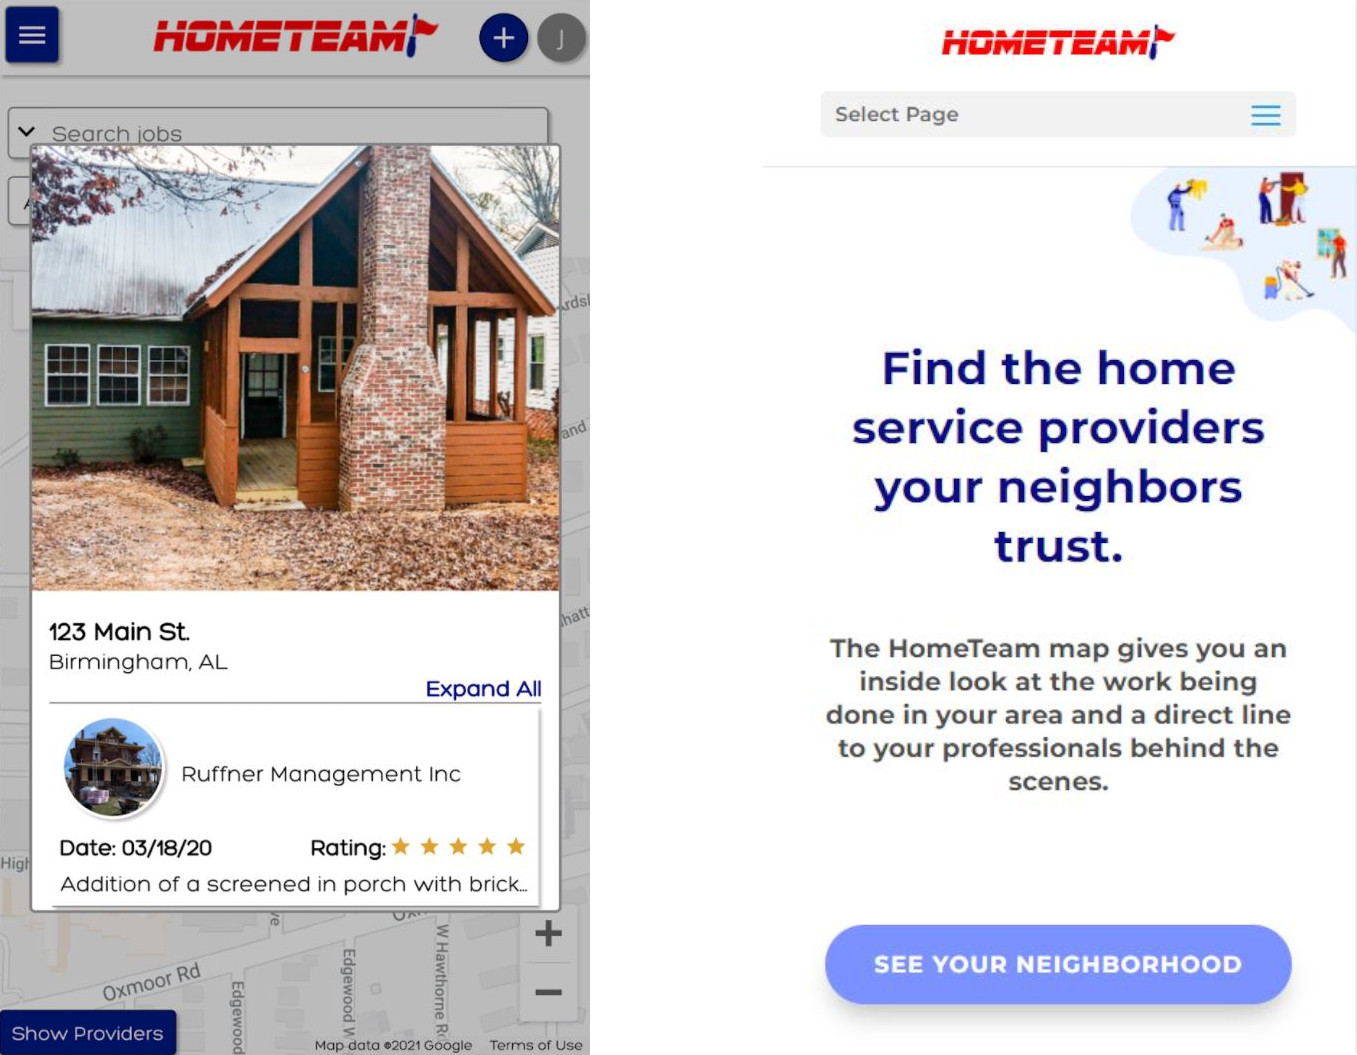 HOMETEAM
+
J
Search jobs
123 Main St.
Birmingham, AL
Expand All
Ruffner Management Inc
Date: 03/18/20
Rating:
Addition of a screened in porch with brick...
High
Oxmoor Rd
Edgewood
Edgewood W
W Hawthorne Rd
+
−
Show Providers
Map data ©2021 Google
Terms of Use
HOMETEAM
Select Page
Find the home
service providers
your neighbors
trust.
The HomeTeam map gives you an
inside look at the work being
done in your area and a direct line
to your professionals behind the
scenes.
SEE YOUR NEIGHBORHOOD